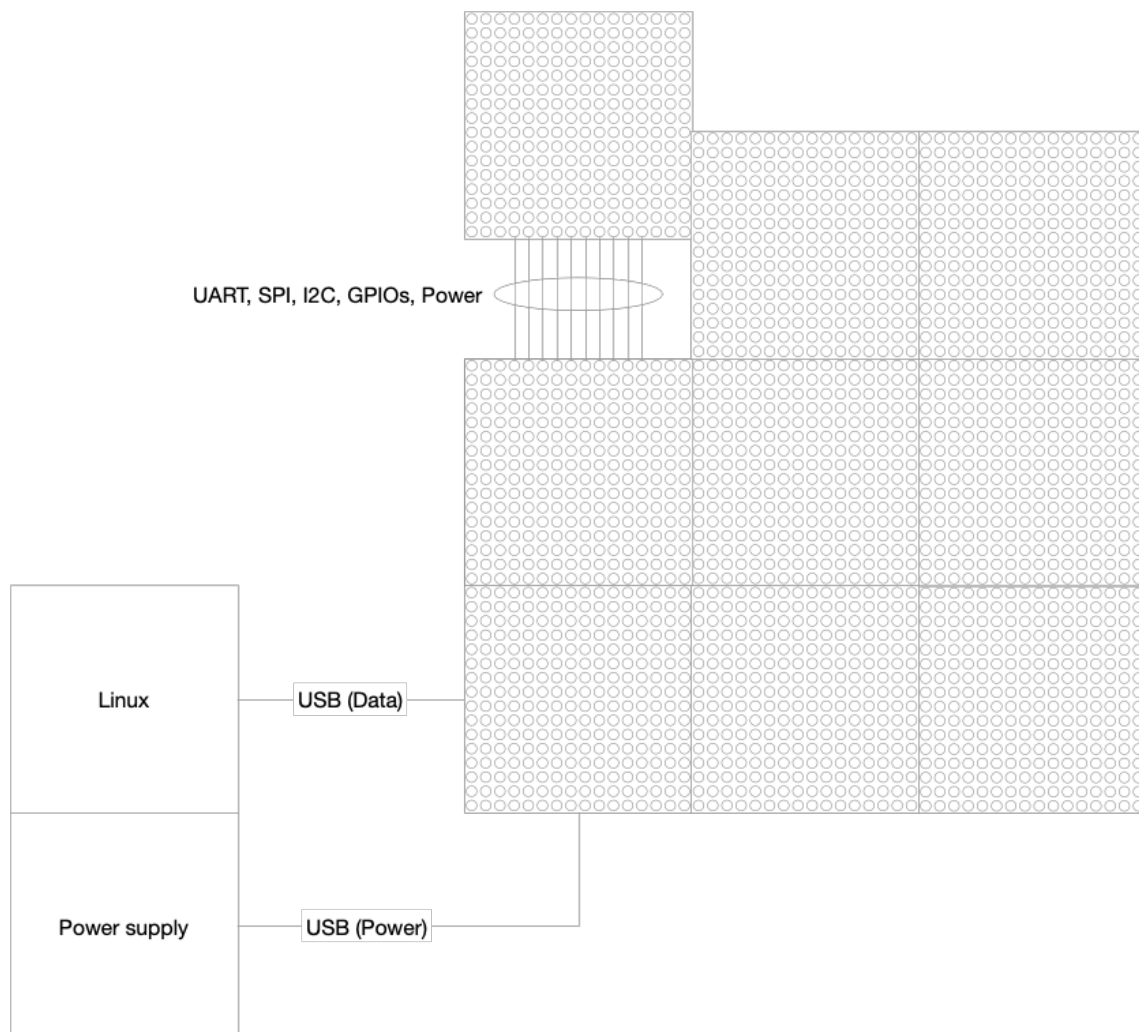 UART, SPI, I2C, GPIOs, Power
Linux
USB (Data)
Power supply
USB (Power)